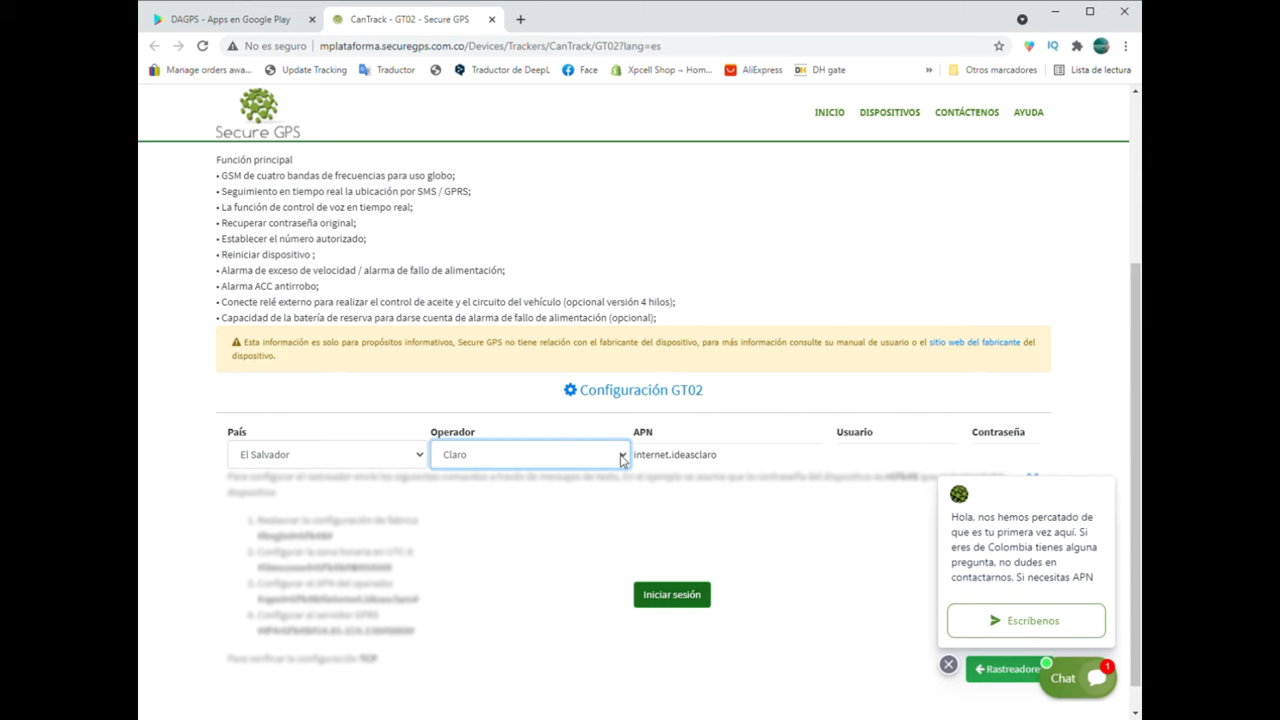 DAGPS - Apps en Google Play
CanTrack - GT02 - Secure GPS
No es seguro mplataforma.securegps.com.co/Devices/Trackers/CanTrack/GT02?lang=es
Manage orders awa... Update Tracking Traductor Traductor de DeepL Face Xpcell Shop ~ Hom... AliExpress DH DH gate » Otros marcadores Lista de lectura
Secure GPS
INICIO DISPOSITIVOS CONTÁCTENOS AYUDA
Función principal
• GSM de cuatro bandas de frecuencias para uso globo;
• Seguimiento en tiempo real la ubicación por SMS / GPRS;
• La función de control de voz en tiempo real;
• Recuperar contraseña original;
• Establecer el número autorizado;
• Reiniciar dispositivo ;
• Alarma de exceso de velocidad / alarma de fallo de alimentación;
• Alarma ACC antirrobo;
• Conecte relé externo para realizar el control de aceite y el circuito del vehículo (opcional versión 4 hilos);
• Capacidad de la batería de reserva para darse cuenta de alarma de fallo de alimentación (opcional);
Esta información es solo para propósitos informativos, Secure GPS no tiene relación con el fabricante del dispositivo, para más información consulte su manual de usuario o el sitio web del fabricante del
dispositivo.
Configuración GT02
País Operador APN Usuario Contraseña
El Salvador Claro internet.ideasclaro
Iniciar sesión
Hola, nos hemos percatado de
que es tu primera vez aquí. Si
eres de Colombia tienes alguna
pregunta, no dudes en
contactarnos. Si necesitas APN
Escríbenos
Rastreadore
Chat
1